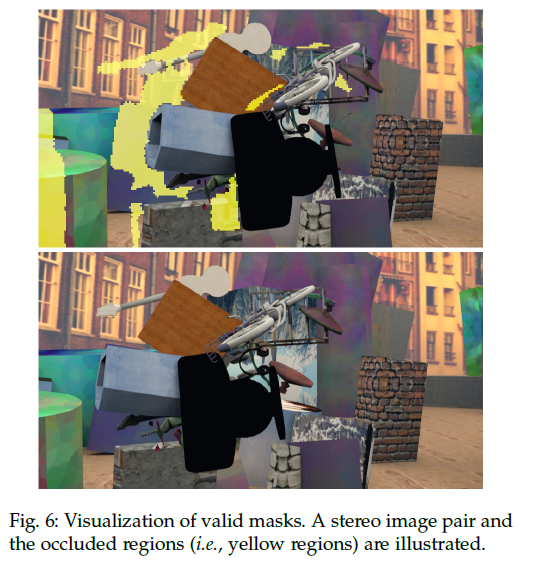 Fig. 6: Visualization of valid masks. A stereo image pair and
the occluded regions (i.e., yellow regions) are illustrated.